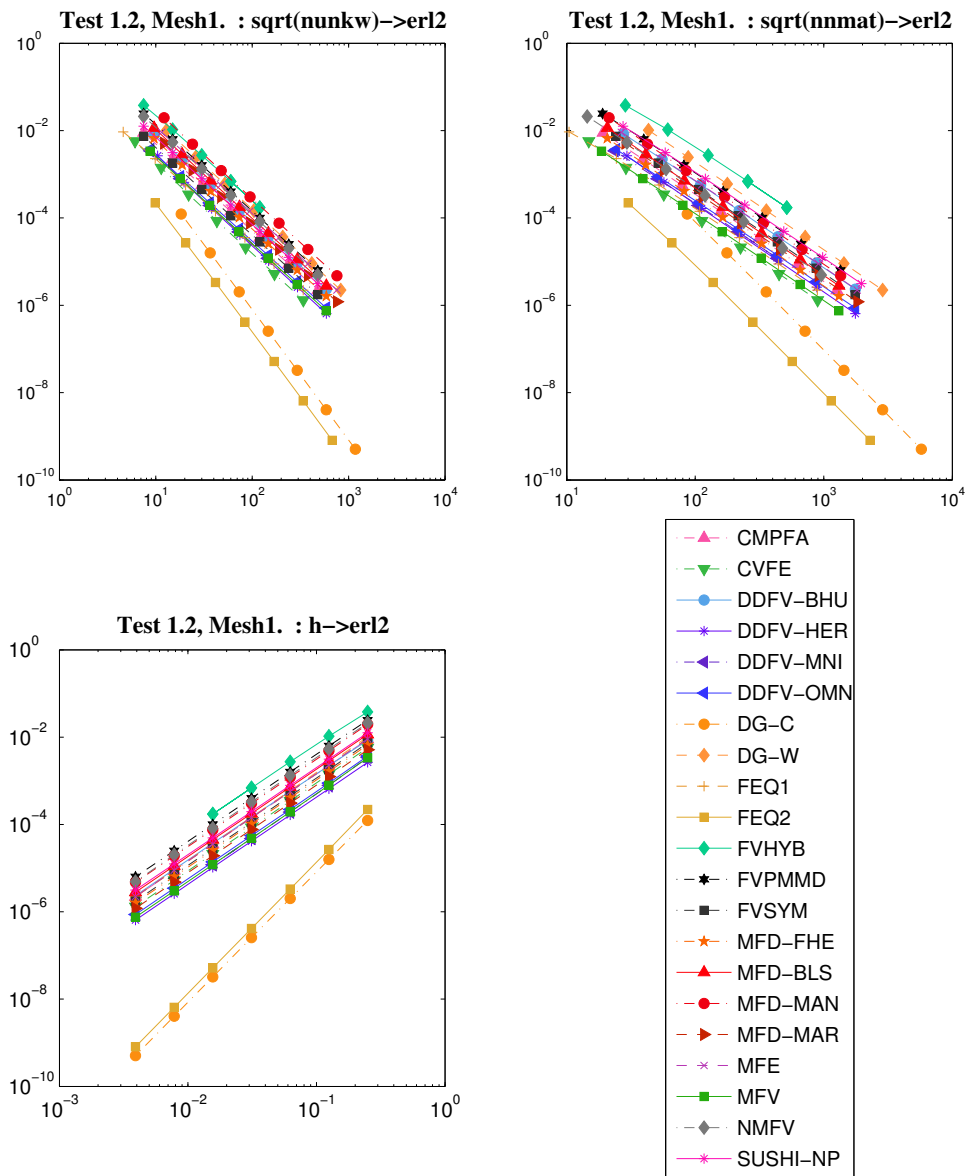 Test 1.2, Mesh1. : sqrt(nunkw)->erl2
10^0
10^-2
10^-4
10^-6
10^-8
10^-10
10^0 10^1 10^2 10^3 10^4
Test 1.2, Mesh1. : sqrt(nnmat)->erl2
10^0
10^-2
10^-4
10^-6
10^-8
10^-10
10^1 10^2 10^3 10^4
Test 1.2, Mesh1. : h->erl2
10^0
10^-2
10^-4
10^-6
10^-8
10^-10
10^-3 10^-2 10^-1 10^0
CMPFA
CVFE
DDFV-BHU
DDFV-HER
DDFV-MNI
DDFV-OMN
DG-C
DG-W
FEQ1
FEQ2
FVHYB
FVPMMD
FVSYM
MFD-FHE
MFD-BLS
MFD-MAN
MFD-MAR
MFE
MFV
NMFV
SUSHI-NP